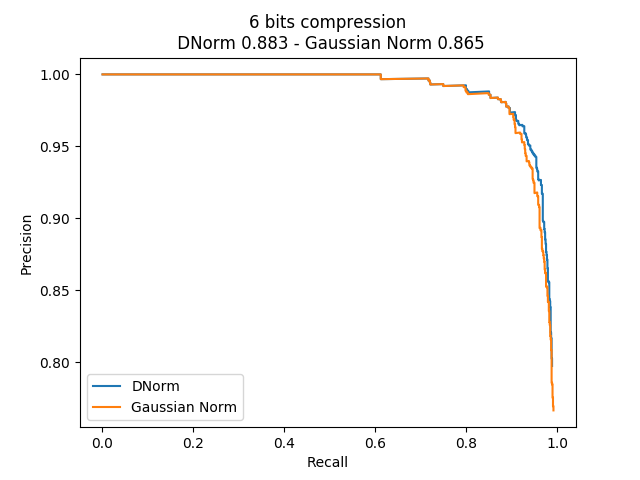 6 bits compression
DNorm 0.883 - Gaussian Norm 0.865
1.00
0.95
0.90
0.85
0.80
Precision
DNorm
Gaussian Norm
0.0 0.2 0.4 0.6 0.8 1.0
Recall